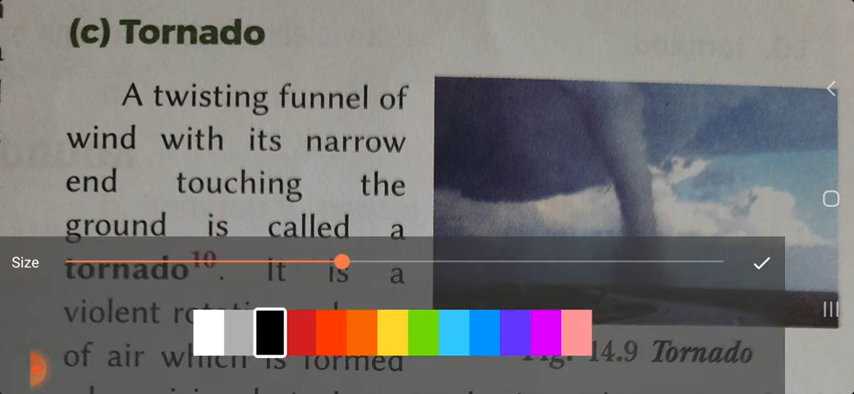 (c) Tornado
A twisting funnel of
wind with its narrow
end touching the
ground is called a
Size
tornado10. It is a
violent
of air which is formed
14.9 Tornado